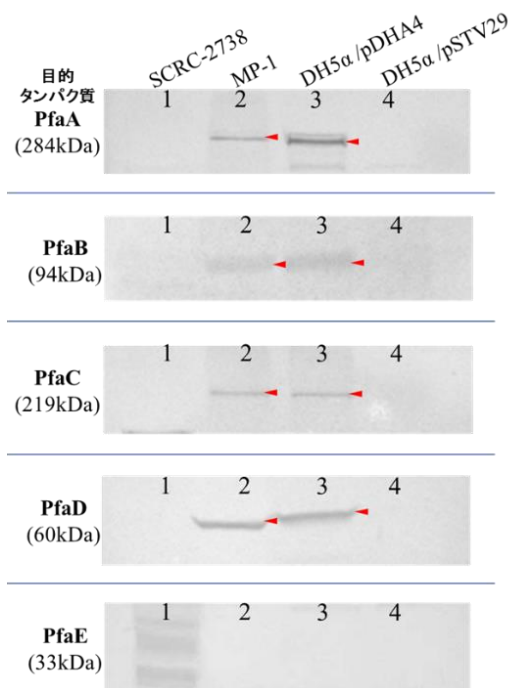 SCRC-2738 MP-1 DH5α/pDHA4 DH5α/pSTV29
目的
タンパク質
1 2 3 4
PfaA
(284kDa)
1 2 3 4
PfaB
(94kDa)
1 2 3 4
PfaC
(219kDa)
1 2 3 4
PfaD
(60kDa)
1 2 3 4
PfaE
(33kDa)